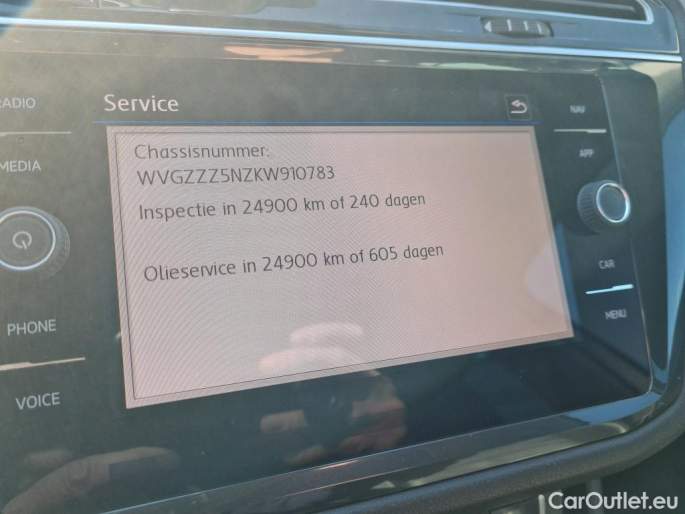 RADIO
MEDIA
PHONE
VOICE
Service
Chassisnummer:
WVGZZZ5NZKW910783
Inspectie in 24900 km of 240 dagen
Olieservice in 24900 km of 605 dagen
NAV
APP
CAR
MENU
CarOutlet.eu